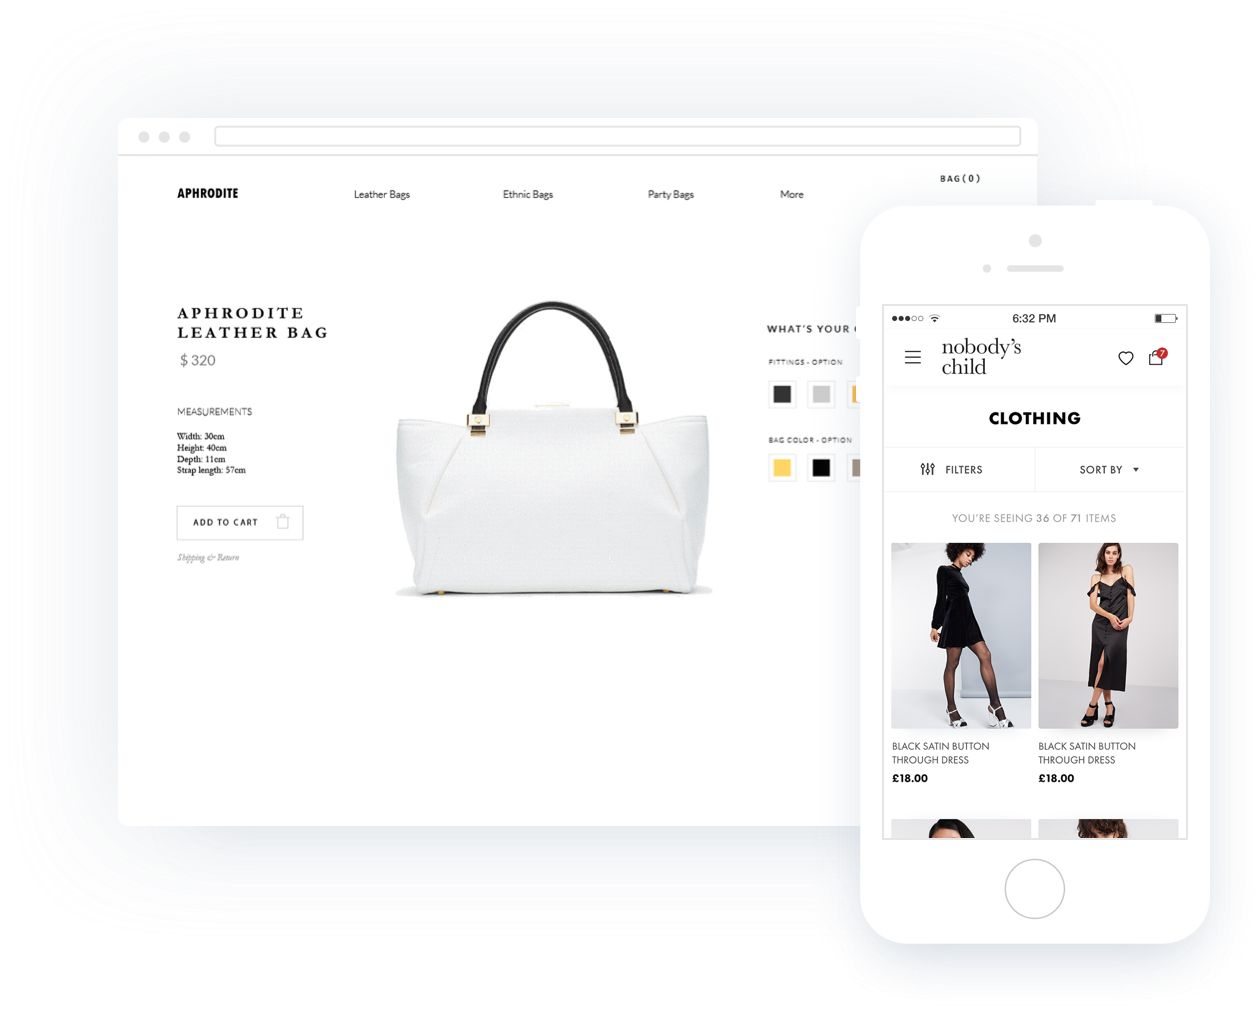 APHRODITE
Leather Bags
Ethnic Bags
Party Bags
More
BAG(0)
APHRODITE
LEATHER BAG
$ 320
MEASUREMENTS
Width: 30cm
Height: 40cm
Depth: 11cm
Strap length: 57cm
ADD TO CART
Shipping & Return
WHAT'S YOUR
FITTINGS - OPTION
BAG COLOR - OPTION
6:32 PM
nobody's
child
7
CLOTHING
FILTERS
SORT BY
YOU'RE SEEING 36 OF 71 ITEMS
BLACK SATIN BUTTON
THROUGH DRESS
£18.00
BLACK SATIN BUTTON
THROUGH DRESS
£18.00